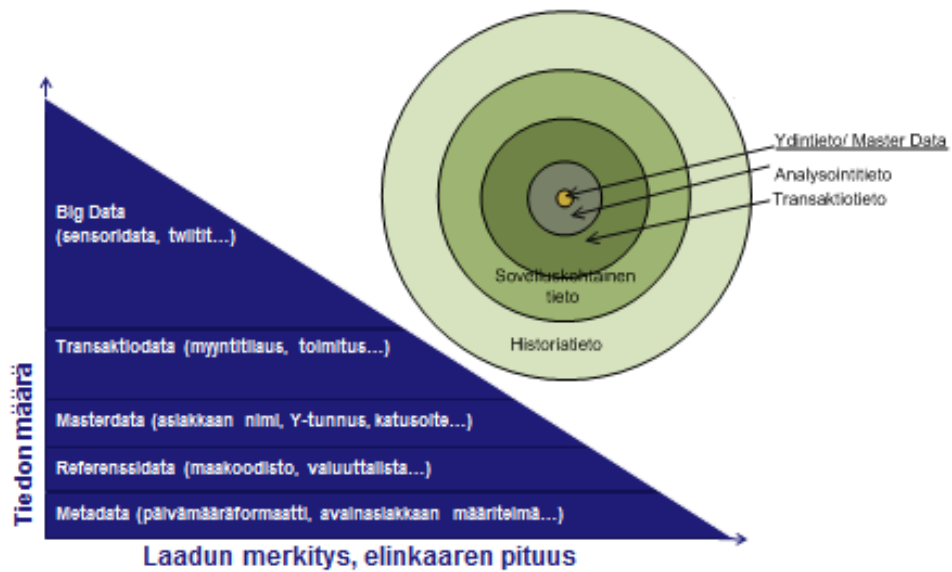 Ydintieto/ Master Data
Analysointitieto
Transaktiotieto
Sovelluskohtainen
tieto
Historiatieto
Big Data
(sensoridata, twiitit...)
Transaktiodata (myyntitilaus, toimitus...)
Masterdata (asiakkaan nimi, Y-tunnus, katusoite...)
Referenssidata (maakoodisto, valuuttalista...)
Metadata (päivämääräformaatti, avainasiakkaan määritelmä...)
Tiedon määrä
Laadun merkitys, elinkaaren pituus